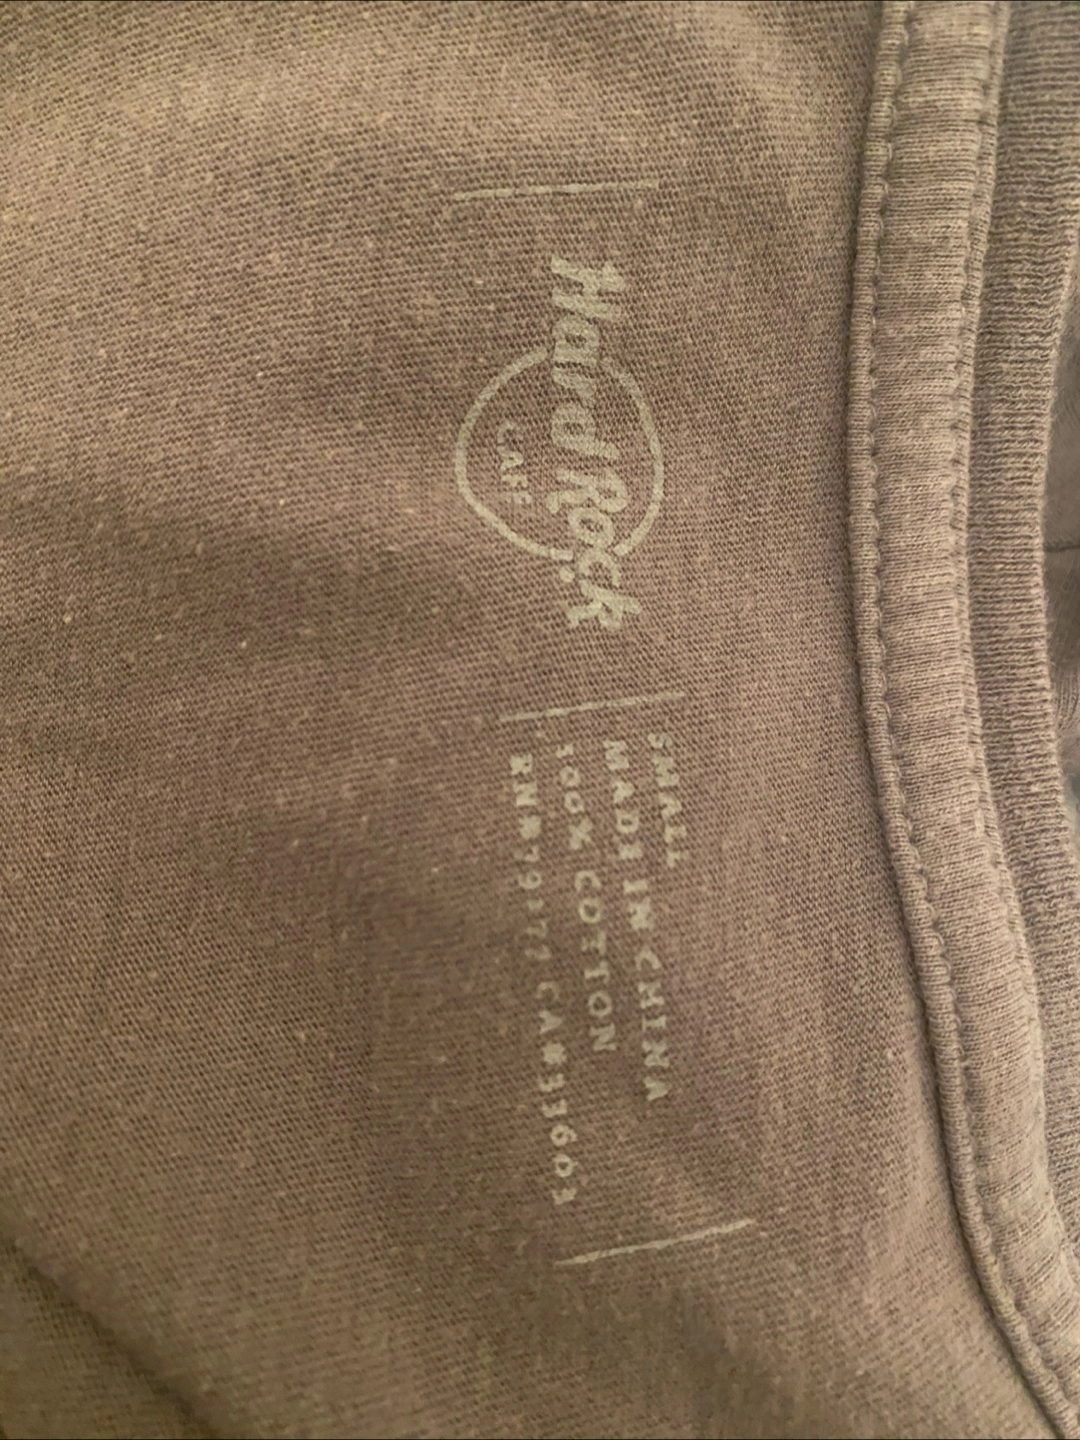 Hard Rock
CAFE
SMALL
MADE IN CHINA
100% COTTON